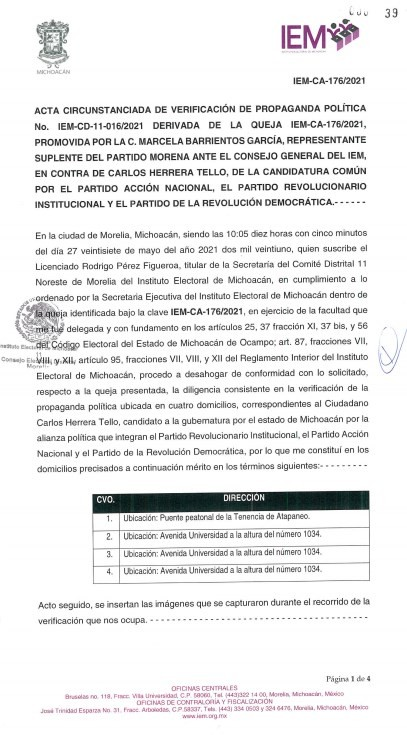 39
MICHOACÁN
IEM
IEM-CA-176/2021
ACTA CIRCUNSTANCIADA DE VERIFICACIÓN DE PROPAGANDA POLÍTICA
No. IEM-CD-11-016/2021 DERIVADA DE LA QUEJA IEM-CA-176/2021,
PROMOVIDA POR LA C. MARCELA BARRIENTOS GARCÍA, REPRESENTANTE
SUPLENTE DEL PARTIDO MORENA ANTE EL CONSEJO GENERAL DEL IEM,
EN CONTRA DE CARLOS HERRERA TELLO, DE LA CANDIDATURA COMÚN
POR EL PARTIDO ACCIÓN NACIONAL, EL PARTIDO REVOLUCIONARIO
INSTITUCIONAL Y EL PARTIDO DE LA REVOLUCIÓN DEMOCRÁTICA.------
En la ciudad de Morelia, Michoacán, siendo las 10:05 diez horas con cinco minutos
del día 27 veintisiete de mayo del año 2021 dos mil veintiuno, quien suscribe el
Licenciado Rodrigo Pérez Figueroa, titular de la Secretaría del Comité Distrital 11
Noreste de Morelia del Instituto Electoral de Michoacán, en cumplimiento a lo
ordenado por la Secretaria Ejecutiva del Instituto Electoral de Michoacán dentro de
la queja identificada bajo la clave IEM-CA-176/2021, en ejercicio de la facultad que
me fue delegada y con fundamento en los artículos 25, 37 fracción XI, 37 bis, y 56
del Código Electoral del Estado de Michoacán de Ocampo; art. 87, fracciones VII,
VIII, y XII, artículo 95, fracciones VII, VIII, y XII del Reglamento Interior del Instituto
Electoral de Michoacán, procedo a desahogar de conformidad con lo solicitado,
respecto a la queja presentada, la diligencia consistente en la verificación de la
propaganda política ubicada en cuatro domicilios, correspondientes al Ciudadano
Carlos Herrera Tello, candidato a la gubernatura por el estado de Michoacán por la
alianza política que integran el Partido Revolucionario Institucional, el Partido Acción
Nacional y el Partido de la Revolución Democrática, por lo que me constituí en los
domicilios precisados a continuación mérito en los términos siguientes:---------
CVO. DIRECCIÓN
1. Ubicación: Puente peatonal de la Tenencia de Atapaneo.
2. Ubicación: Avenida Universidad a la altura del número 1034.
3. Ubicación: Avenida Universidad a la altura del número 1034.
4. Ubicación: Avenida Universidad a la altura del número 1034.
Acto seguido, se insertan las imágenes que se capturaron durante el recorrido de la
verificación que nos ocupa. --------------------------------------------
Página 1 de 4
OFICINAS CENTRALES
Bruselas no. 118, Fracc. Villa Universidad, C.P. 58060, Tel. (443)322 14 00, Morelia, Michoacán, México
OFICINAS DE CONTRALORÍA Y FISCALIZACIÓN
José Trinidad Esparza No. 31, Fracc. Arboledas, C.P.58337, Tels. (443) 334 0503 y 324 6476, Morelia, Michoacán, México
www.iem.org.mx